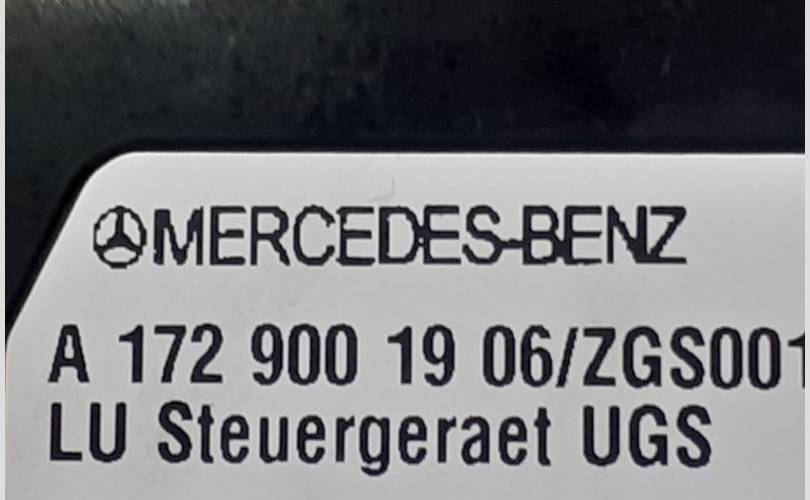 MERCEDES-BENZ
A 172 900 19 06/ZGS001
LU Steuergeraet UGS